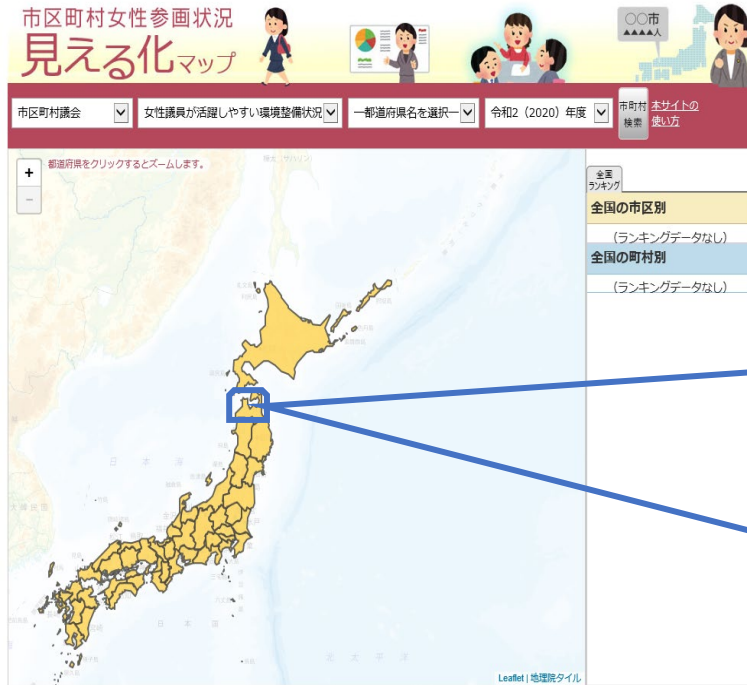 市区町村女性参画状況
見える化マップ
○○市
▲▲▲▲人
市区町村議会
女性議員が活躍しやすい環境整備状況
一都道府県名を選択一
令和2（2020）年度
市町村
検索
本サイトの
使い方
+
−
都道府県をクリックするとズームします。
全国
ランキング
全国の市区別
（ランキングデータなし）
全国の町村別
（ランキングデータなし）
日 本 海
北 太 平 洋
Leaflet | 地理院タイル